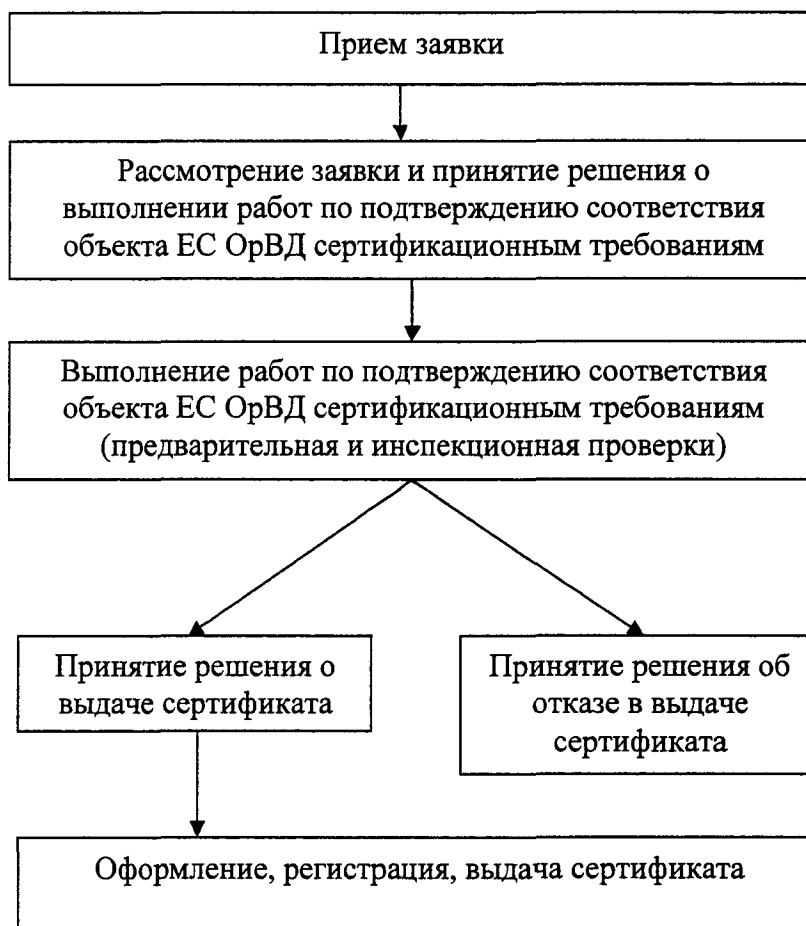 Прием заявки
Рассмотрение заявки и принятие решения о
выполнении работ по подтверждению соответствия
объекта ЕС ОрВД сертификационным требованиям
Выполнение работ по подтверждению соответствия
объекта ЕС ОрВД сертификационным требованиям
(предварительная и инспекционная проверки)
Принятие решения о
выдаче сертификата
Принятие решения об
отказе в выдаче
сертификата
Оформление, регистрация, выдача сертификата